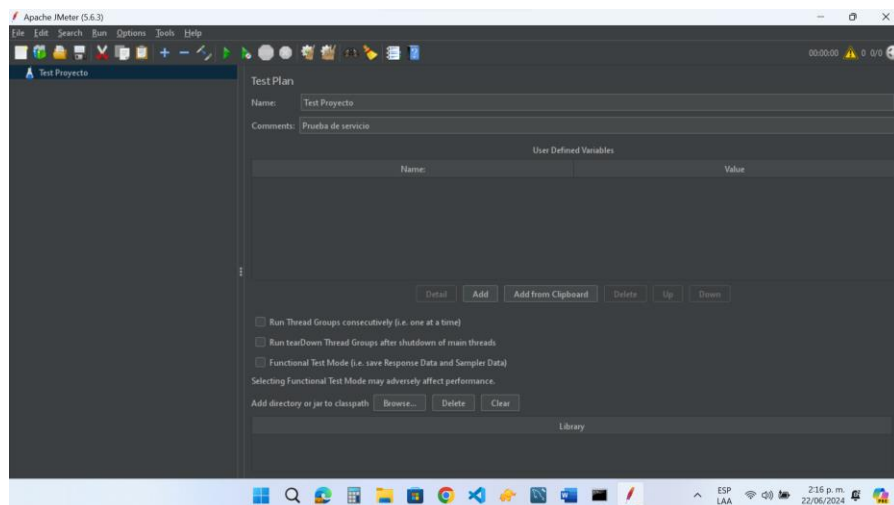 Apache JMeter (5.6.3)
File Edit Search Run Options Tools Help
00:00:00 0 0/0
Test Proyecto
Test Plan
Name: Test Proyecto
Comments: Prueba de servicio
User Defined Variables
Name: Value
Detail Add Add from Clipboard Delete Up Down
Run Thread Groups consecutively (i.e. one at a time)
Run tearDown Thread Groups after shutdown of main threads
Functional Test Mode (i.e. save Response Data and Sampler Data)
Selecting Functional Test Mode may adversely affect performance.
Add directory or jar to classpath Browse... Delete Clear
Library
ESP 2:16 p. m.
LAA 22/06/2024